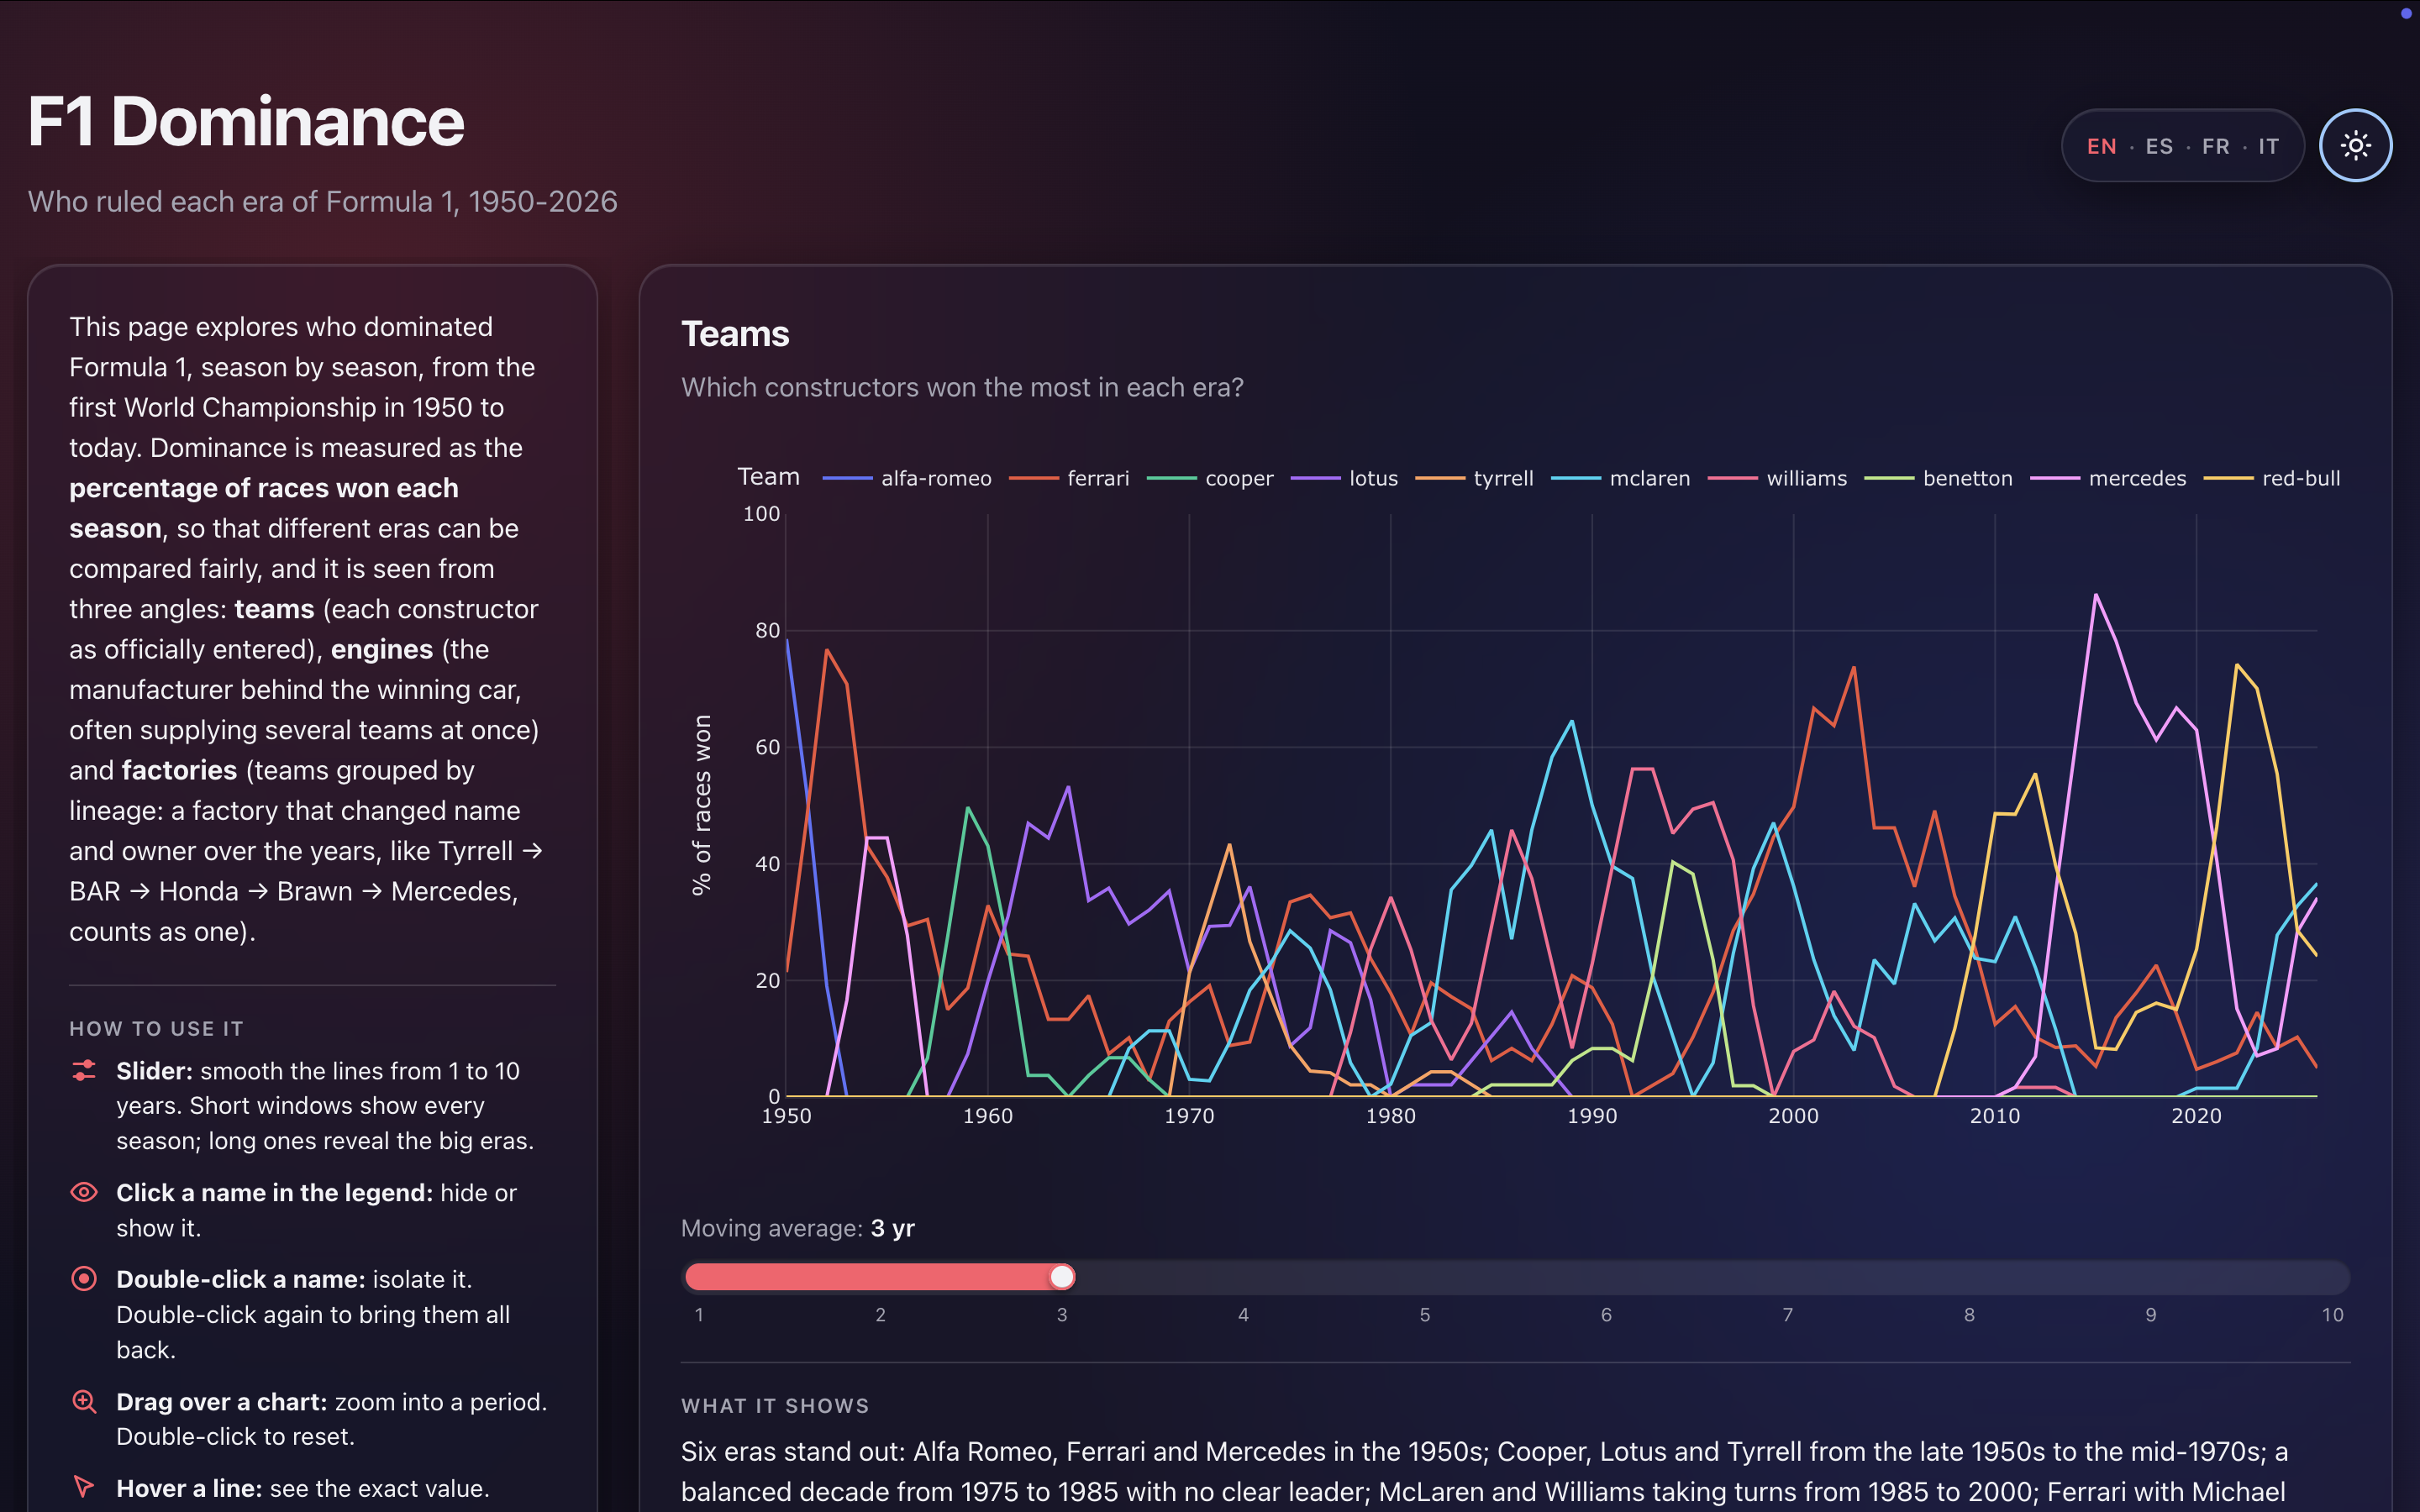 F1 Dominance
Who ruled each era of Formula 1, 1950-2026
EN · ES · FR · IT
This page explores who dominated
Formula 1, season by season, from the
first World Championship in 1950 to
today. Dominance is measured as the
percentage of races won each
season, so that different eras can be
compared fairly, and it is seen from
three angles: teams (each constructor
as officially entered), engines (the
manufacturer behind the winning car,
often supplying several teams at once)
and factories (teams grouped by
lineage: a factory that changed name
and owner over the years, like Tyrrell →
BAR → Honda → Brawn → Mercedes,
counts as one).
HOW TO USE IT
Slider: smooth the lines from 1 to 10
years. Short windows show every
season; long ones reveal the big eras.
Click a name in the legend: hide or
show it.
Double-click a name: isolate it.
Double-click again to bring them all
back.
Drag over a chart: zoom into a period.
Double-click to reset.
Hover a line: see the exact value.
Teams
Which constructors won the most in each era?
Team alfa-romeo ferrari cooper lotus tyrrell mclaren williams benetton mercedes red-bull
% of races won
100
80
60
40
20
0
1950 1960 1970 1980 1990 2000 2010 2020
Moving average: 3 yr
1 2 3 4 5 6 7 8 9 10
WHAT IT SHOWS
Six eras stand out: Alfa Romeo, Ferrari and Mercedes in the 1950s; Cooper, Lotus and Tyrrell from the late 1950s to the mid-1970s; a
balanced decade from 1975 to 1985 with no clear leader; McLaren and Williams taking turns from 1985 to 2000; Ferrari with Michael